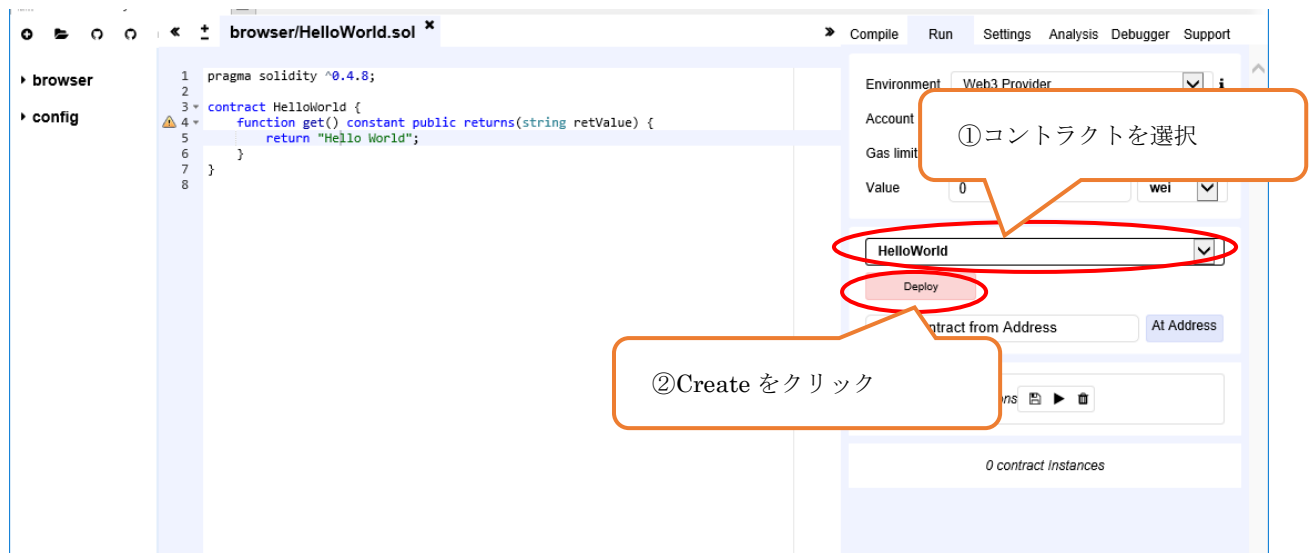 browser/HelloWorld.sol
Compile Run Settings Analysis Debugger Support
browser
config
1 pragma solidity ^0.4.8;
2
3 contract HelloWorld {
4 function get() constant public returns(string retValue) {
5 return "Hello World";
6 }
7 }
8
Environment Web3 Provider
Account
Gas limit
Value 0 wei
①コントラクトを選択
HelloWorld
Deploy
from Address At Address
②Create をクリック
0 contract instances